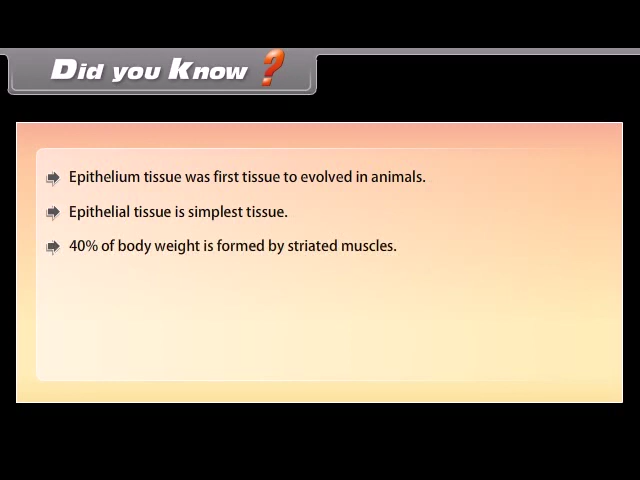 Did you Know ?
Epithelium tissue was first tissue to evolved in animals.
Epithelial tissue is simplest tissue.
40% of body weight is formed by striated muscles.